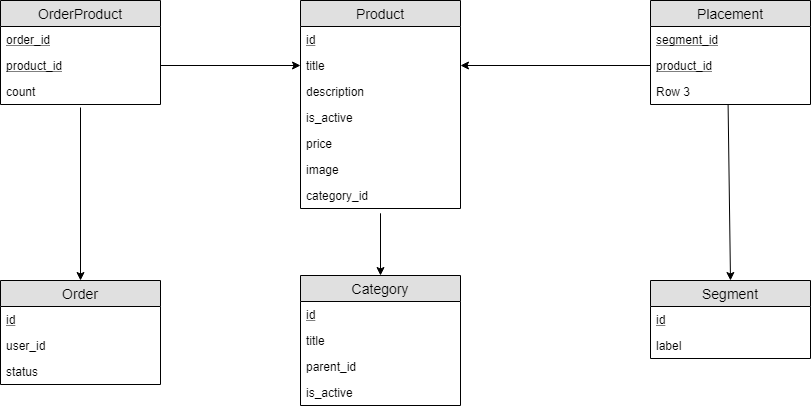 OrderProduct
order_id
product_id
count
Product
id
title
description
is_active
price
image
category_id
Placement
segment_id
product_id
Row 3
Order
id
user_id
status
Category
id
title
parent_id
is_active
Segment
id
label